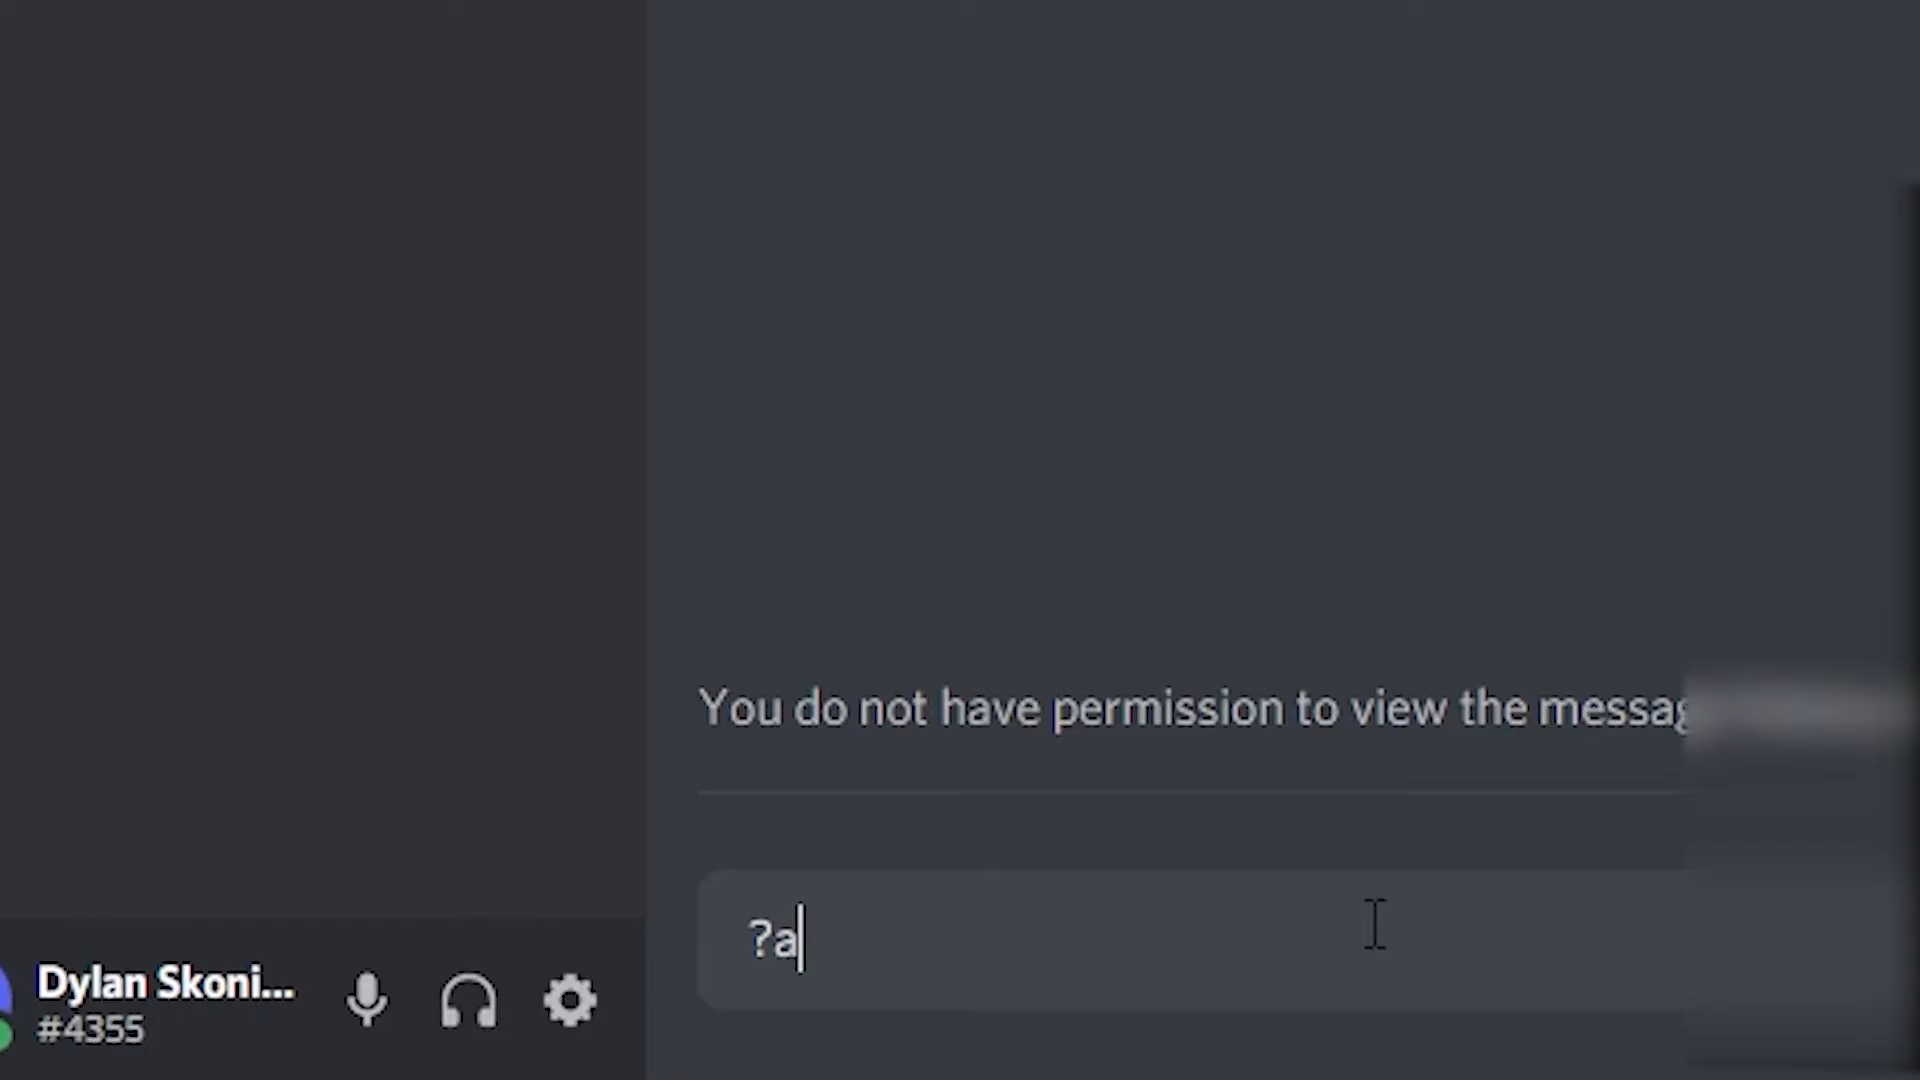 You do not have permission to view the messag
?a
Dylan Skoni...
#4355